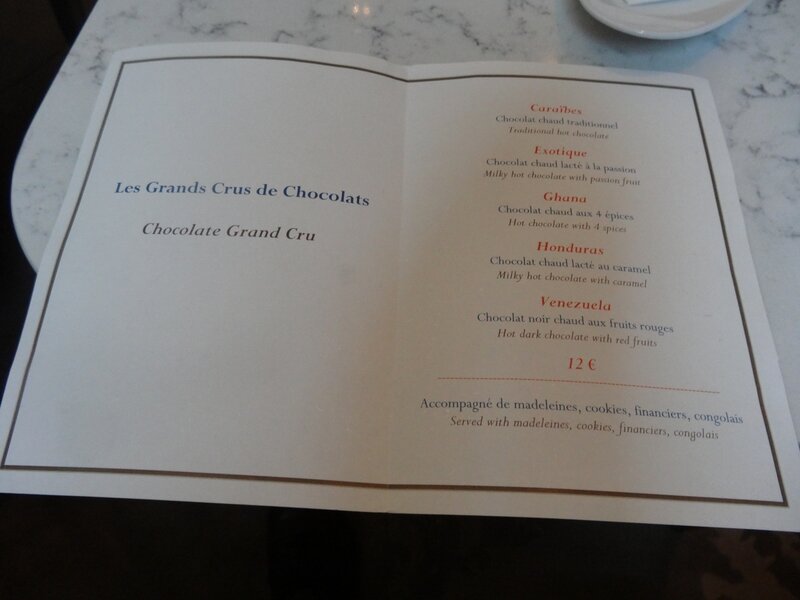 Les Grands Crus de Chocolats
Chocolate Grand Cru
Caraïbes
Chocolat chaud traditionnel
Traditional hot chocolate
Exotique
Chocolat chaud lacté à la passion
Milky hot chocolate with passion fruit
Ghana
Chocolat chaud aux 4 épices
Hot chocolate with 4 spices
Honduras
Chocolat chaud lacté au caramel
Milky hot chocolate with caramel
Venezuela
Chocolat noir chaud aux fruits rouges
Hot dark chocolate with red fruits
12 €
Accompagné de madeleines, cookies, financiers, congolais
Served with madeleines, cookies, financiers, congolais